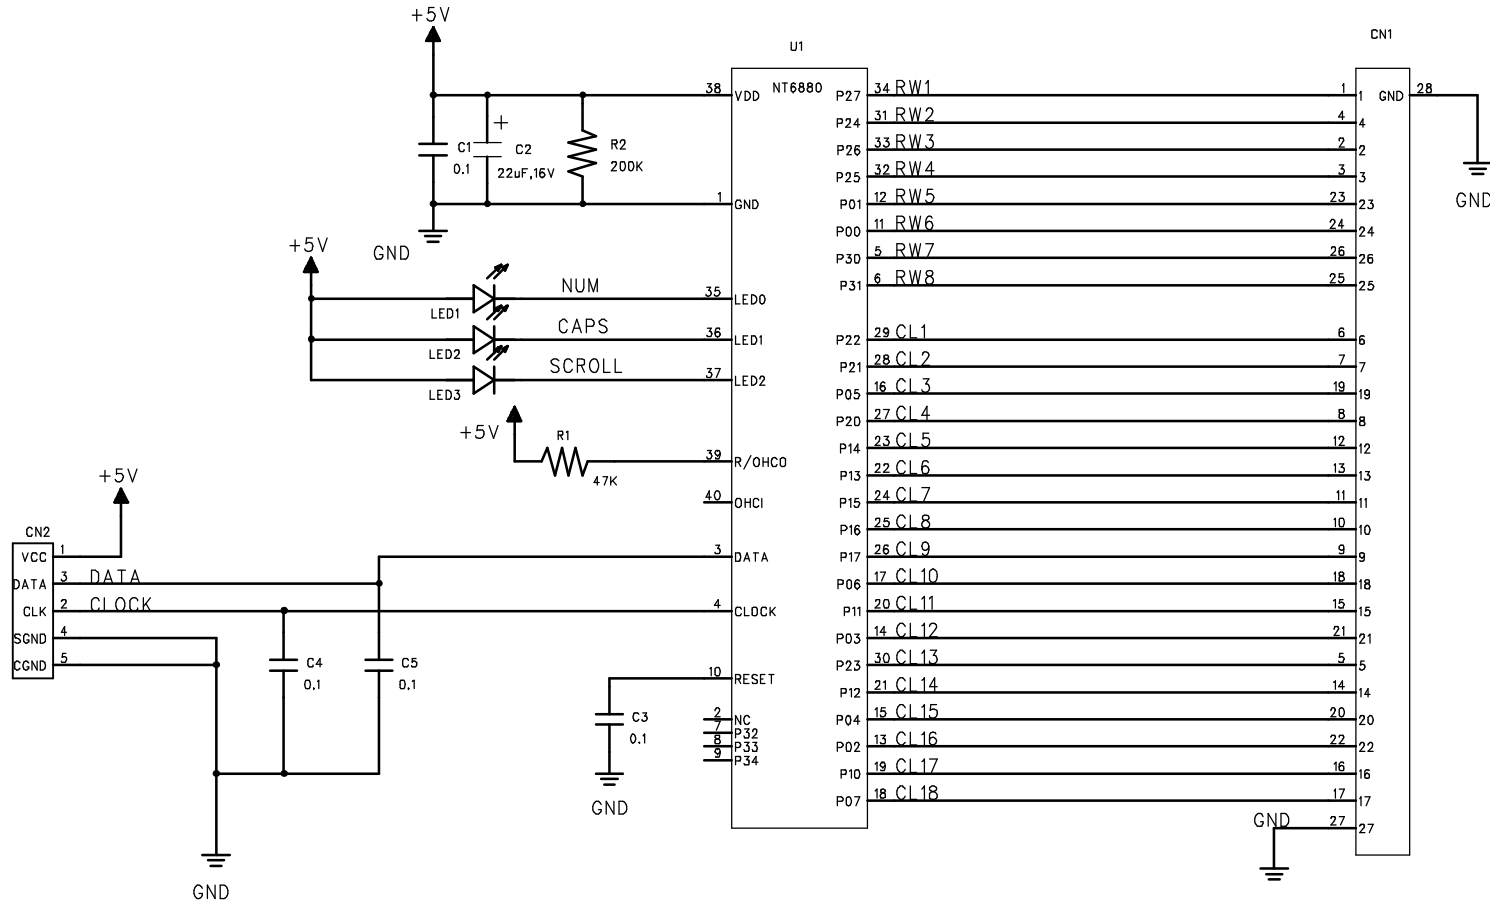 +5V
U1
CN1
38 VDD NT6880 P27 34 RW1 1 1 GND 28
P24 31 RW2 4 4
+
C1 C2 R2
P26 33 RW3 2 2
0.1 22uF,16V 200K
P25 32 RW4 3 3
1 GND P01 12 RW5 23 23
GND
P00 11 RW6 24 24
+5V GND
P30 5 RW7 26 26
NUM P31 6 RW8 25 25
35 LED0
LED1
CAPS
36 LED1 P22 29 CL1 6 6
LED2
SCROLL P21 28 CL2 7 7
37 LED2
LED3 P05 16 CL3 19 19
P20 27 CL4 8 8
+5V R1
P14 23 CL5 12 12
39 R/OHCO
47K
+5V P13 22 CL6 13 13
40 OHCI P15 24 CL7 11 11
CN2
P16 25 CL8 10 10
VCC 1 3 DATA P17 26 CL9 9 9
DATA 3 DATA P06 17 CL10 18 18
CLK 2 CLOCK 4 CLOCK P11 20 CL11 15 15
SGND 4 P03 14 CL12 21 21
CGND 5 C4 C5 P23 30 CL13 5 5
0.1 0.1
10 RESET P12 21 CL14 14 14
C3
2 NC P04 15 CL15 20 20
7 P32
0.1
8 P33 P02 13 CL16 22 22
9 P34
P10 19 CL17 16 16
GND
P07 18 CL18 17 17
GND 27 27
GND